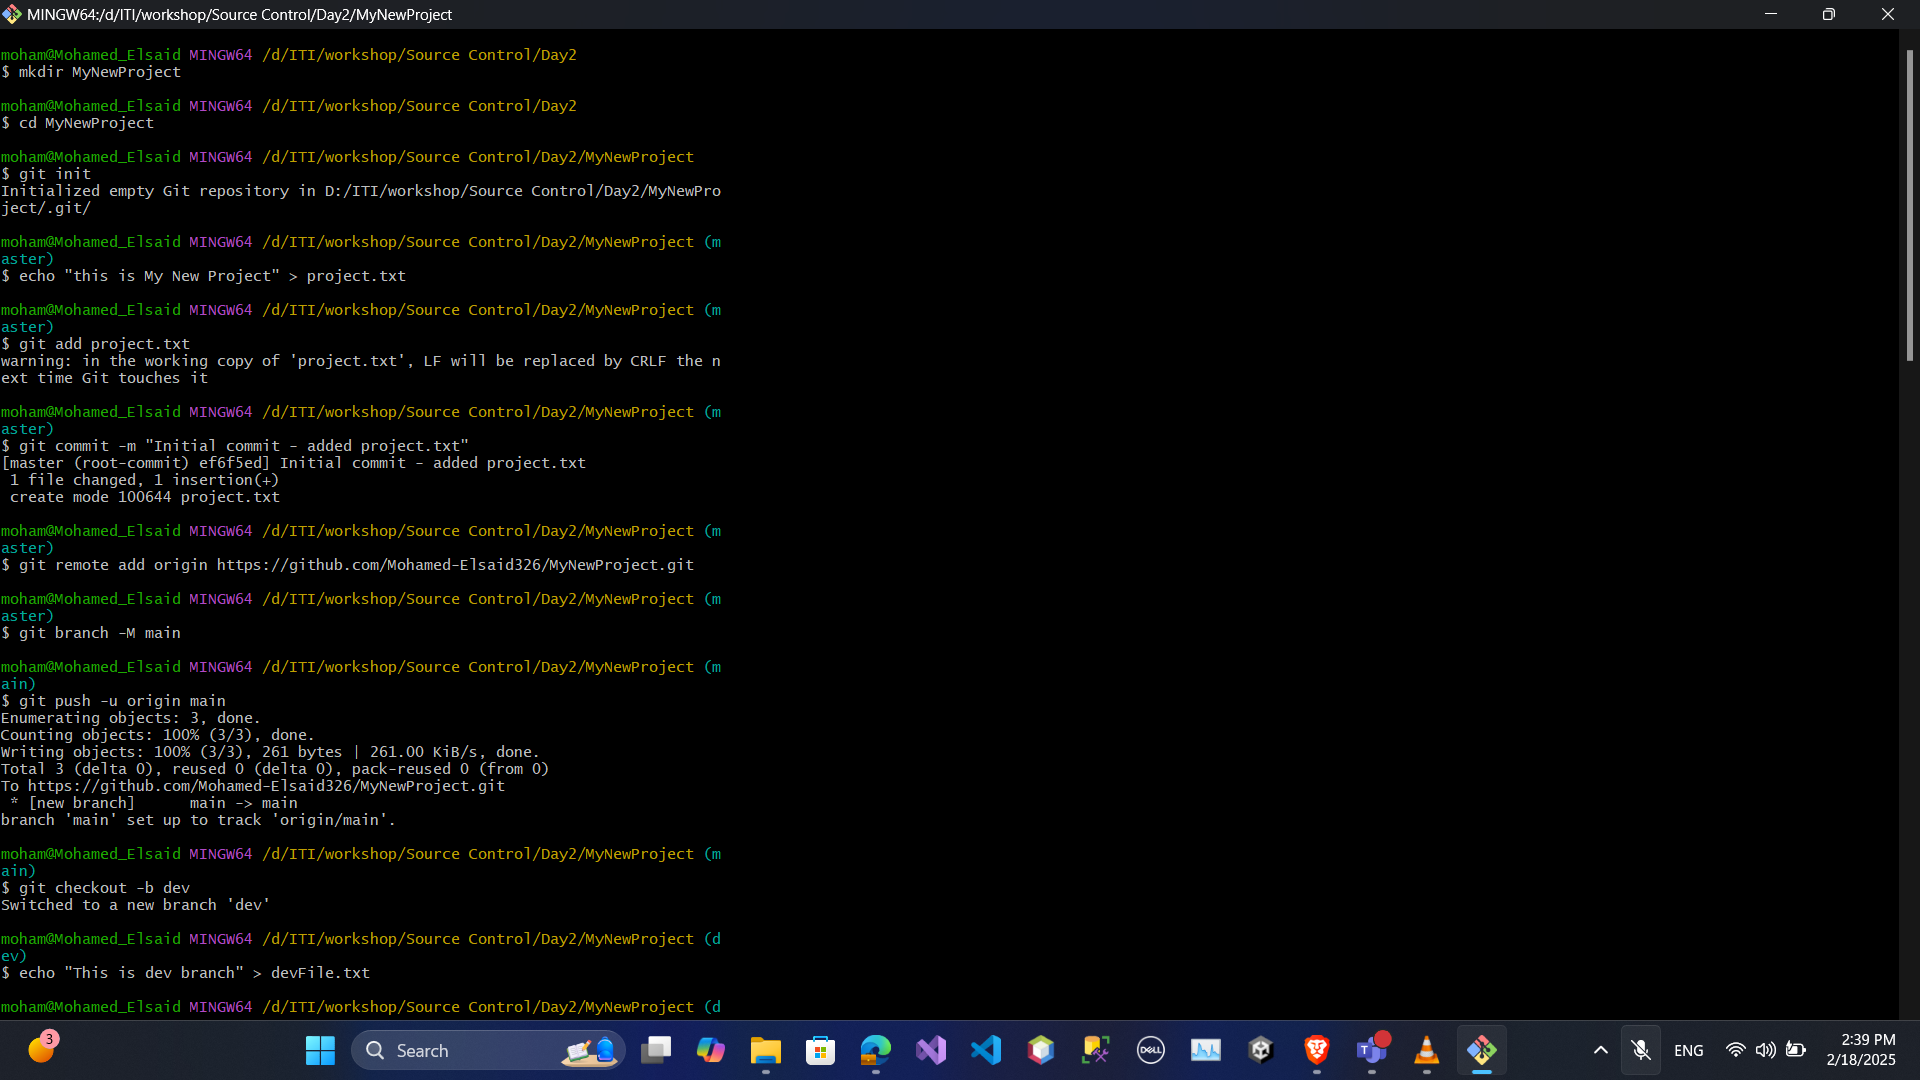 MINGW64:/d/ITI/workshop/Source Control/Day2/MyNewProject
moham@Mohamed_Elsaid MINGW64 /d/ITI/workshop/Source Control/Day2
$ mkdir MyNewProject
moham@Mohamed_Elsaid MINGW64 /d/ITI/workshop/Source Control/Day2
$ cd MyNewProject
moham@Mohamed_Elsaid MINGW64 /d/ITI/workshop/Source Control/Day2/MyNewProject
$ git init
Initialized empty Git repository in D:/ITI/workshop/Source Control/Day2/MyNewPro
ject/.git/
moham@Mohamed_Elsaid MINGW64 /d/ITI/workshop/Source Control/Day2/MyNewProject (m
aster)
$ echo "this is My New Project" > project.txt
moham@Mohamed_Elsaid MINGW64 /d/ITI/workshop/Source Control/Day2/MyNewProject (m
aster)
$ git add project.txt
warning: in the working copy of 'project.txt', LF will be replaced by CRLF the n
ext time Git touches it
moham@Mohamed_Elsaid MINGW64 /d/ITI/workshop/Source Control/Day2/MyNewProject (m
aster)
$ git commit -m "Initial commit - added project.txt"
[master (root-commit) ef6f5ed] Initial commit - added project.txt
1 file changed, 1 insertion(+)
create mode 100644 project.txt
moham@Mohamed_Elsaid MINGW64 /d/ITI/workshop/Source Control/Day2/MyNewProject (m
aster)
$ git remote add origin https://github.com/Mohamed-Elsaid326/MyNewProject.git
moham@Mohamed_Elsaid MINGW64 /d/ITI/workshop/Source Control/Day2/MyNewProject (m
aster)
$ git branch -M main
moham@Mohamed_Elsaid MINGW64 /d/ITI/workshop/Source Control/Day2/MyNewProject (m
ain)
$ git push -u origin main
Enumerating objects: 3, done.
Counting objects: 100% (3/3), done.
Writing objects: 100% (3/3), 261 bytes | 261.00 KiB/s, done.
Total 3 (delta 0), reused 0 (delta 0), pack-reused 0 (from 0)
To https://github.com/Mohamed-Elsaid326/MyNewProject.git
* [new branch]      main -> main
branch 'main' set up to track 'origin/main'.
moham@Mohamed_Elsaid MINGW64 /d/ITI/workshop/Source Control/Day2/MyNewProject (m
ain)
$ git checkout -b dev
Switched to a new branch 'dev'
moham@Mohamed_Elsaid MINGW64 /d/ITI/workshop/Source Control/Day2/MyNewProject (d
ev)
$ echo "This is dev branch" > devFile.txt
moham@Mohamed_Elsaid MINGW64 /d/ITI/workshop/Source Control/Day2/MyNewProject (d
3
Search
DELL
T
ENG
2:39 PM
2/18/2025